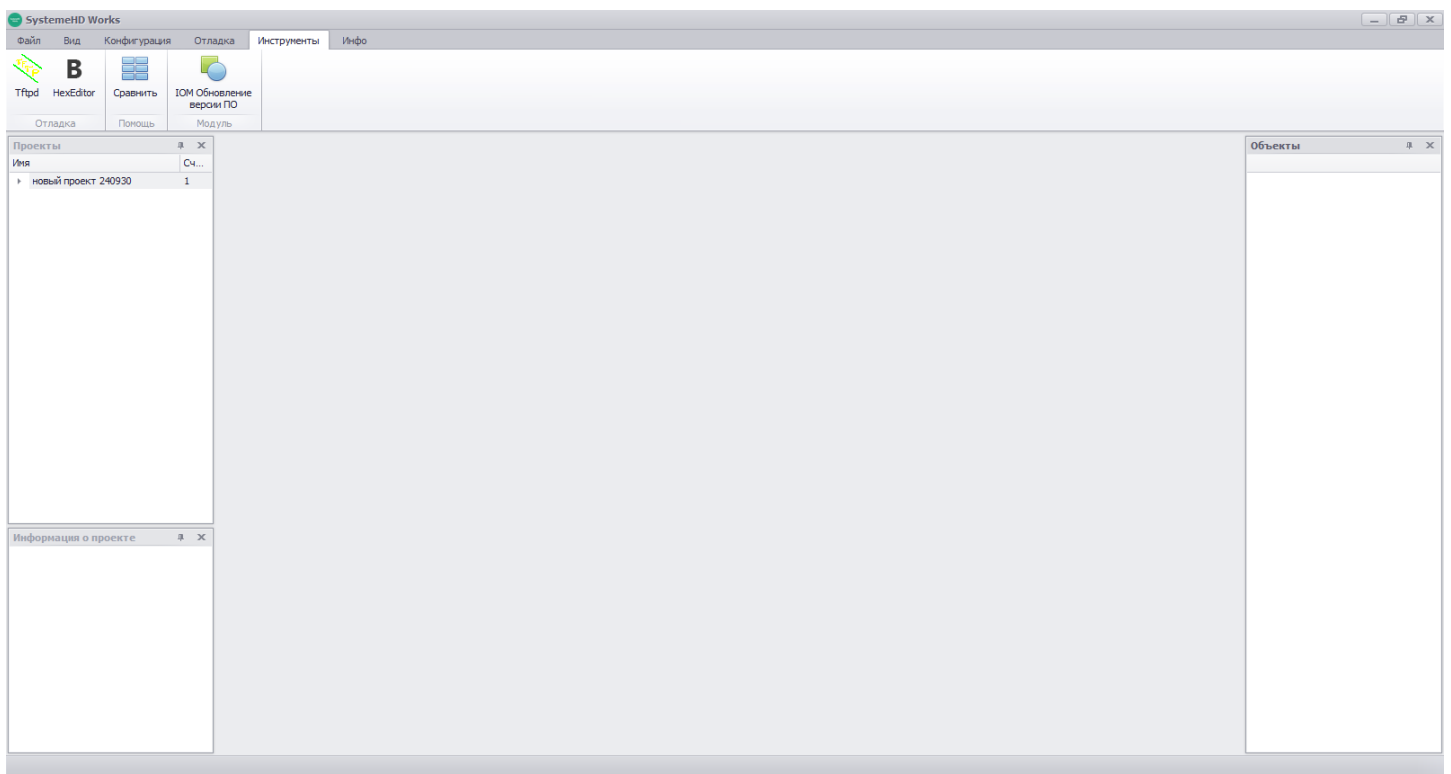 SystemeHD Works
Файл Вид Конфигурация Отладка Инструменты Инфо
Tftpd HexEditor Сравнить IOM Обновление
версии ПО
Отладка Помощь Модуль
Проекты
Имя Сч...
новый проект 240930 1
Информация о проекте
Объекты